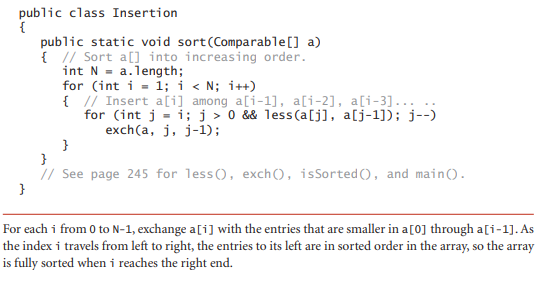 public class Insertion
{
public static void sort(Comparable[] a)
{ // Sort a[] into increasing order.
int N = a.length;
for (int i = 1; i < N; i++)
{ // Insert a[i] among a[i-1], a[i-2], a[i-3]... ..
for (int j = i; j > 0 && less(a[j], a[j-1]); j--)
exch(a, j, j-1);
}
}
// See page 245 for less(), exch(), isSorted(), and main().
}
For each i from 0 to N-1, exchange a[i] with the entries that are smaller in a[0] through a[i-1]. As
the index i travels from left to right, the entries to its left are in sorted order in the array, so the array
is fully sorted when i reaches the right end.